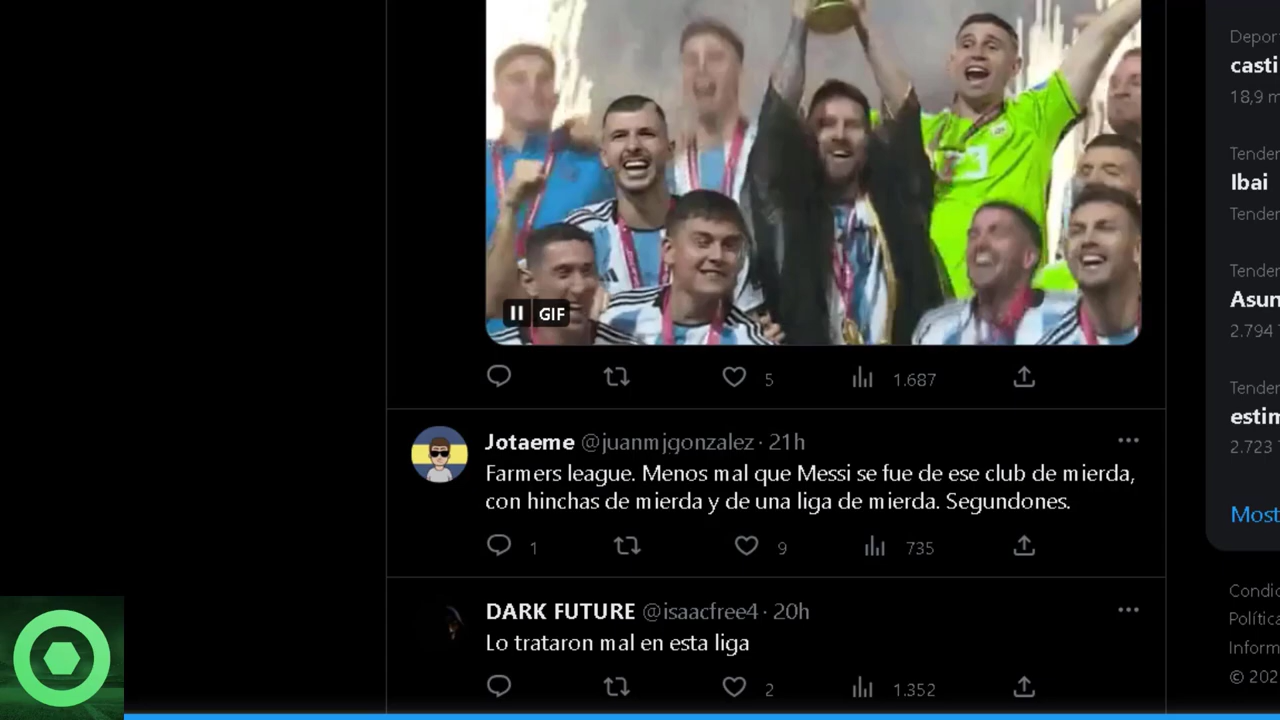 Depor
casti
18,9 m
Tender
Ibai
Tender
Tender
Asun
2.794
Tender
estim
2.723
Most
GIF
5
1.687
Jotaeme @juanmjgonzalez · 21h
Farmers league. Menos mal que Messi se fue de ese club de mierda,
con hinchas de mierda y de una liga de mierda. Segundones.
1
9
735
DARK FUTURE @isaacfree4 · 20h
Lo trataron mal en esta liga
2
1.352
Condic
Política
Inform
© 202